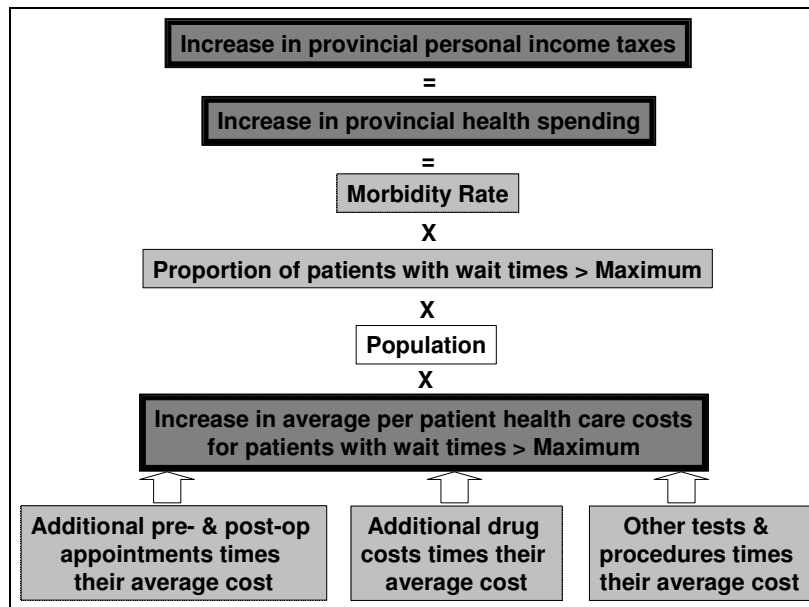 Increase in provincial personal income taxes
=
Increase in provincial health spending
=
Morbidity Rate
X
Proportion of patients with wait times > Maximum
X
Population
X
Increase in average per patient health care costs
for patients with wait times > Maximum
Additional pre- & post-op
appointments times
their average cost
Additional drug
costs times their
average cost
Other tests &
procedures times
their average cost